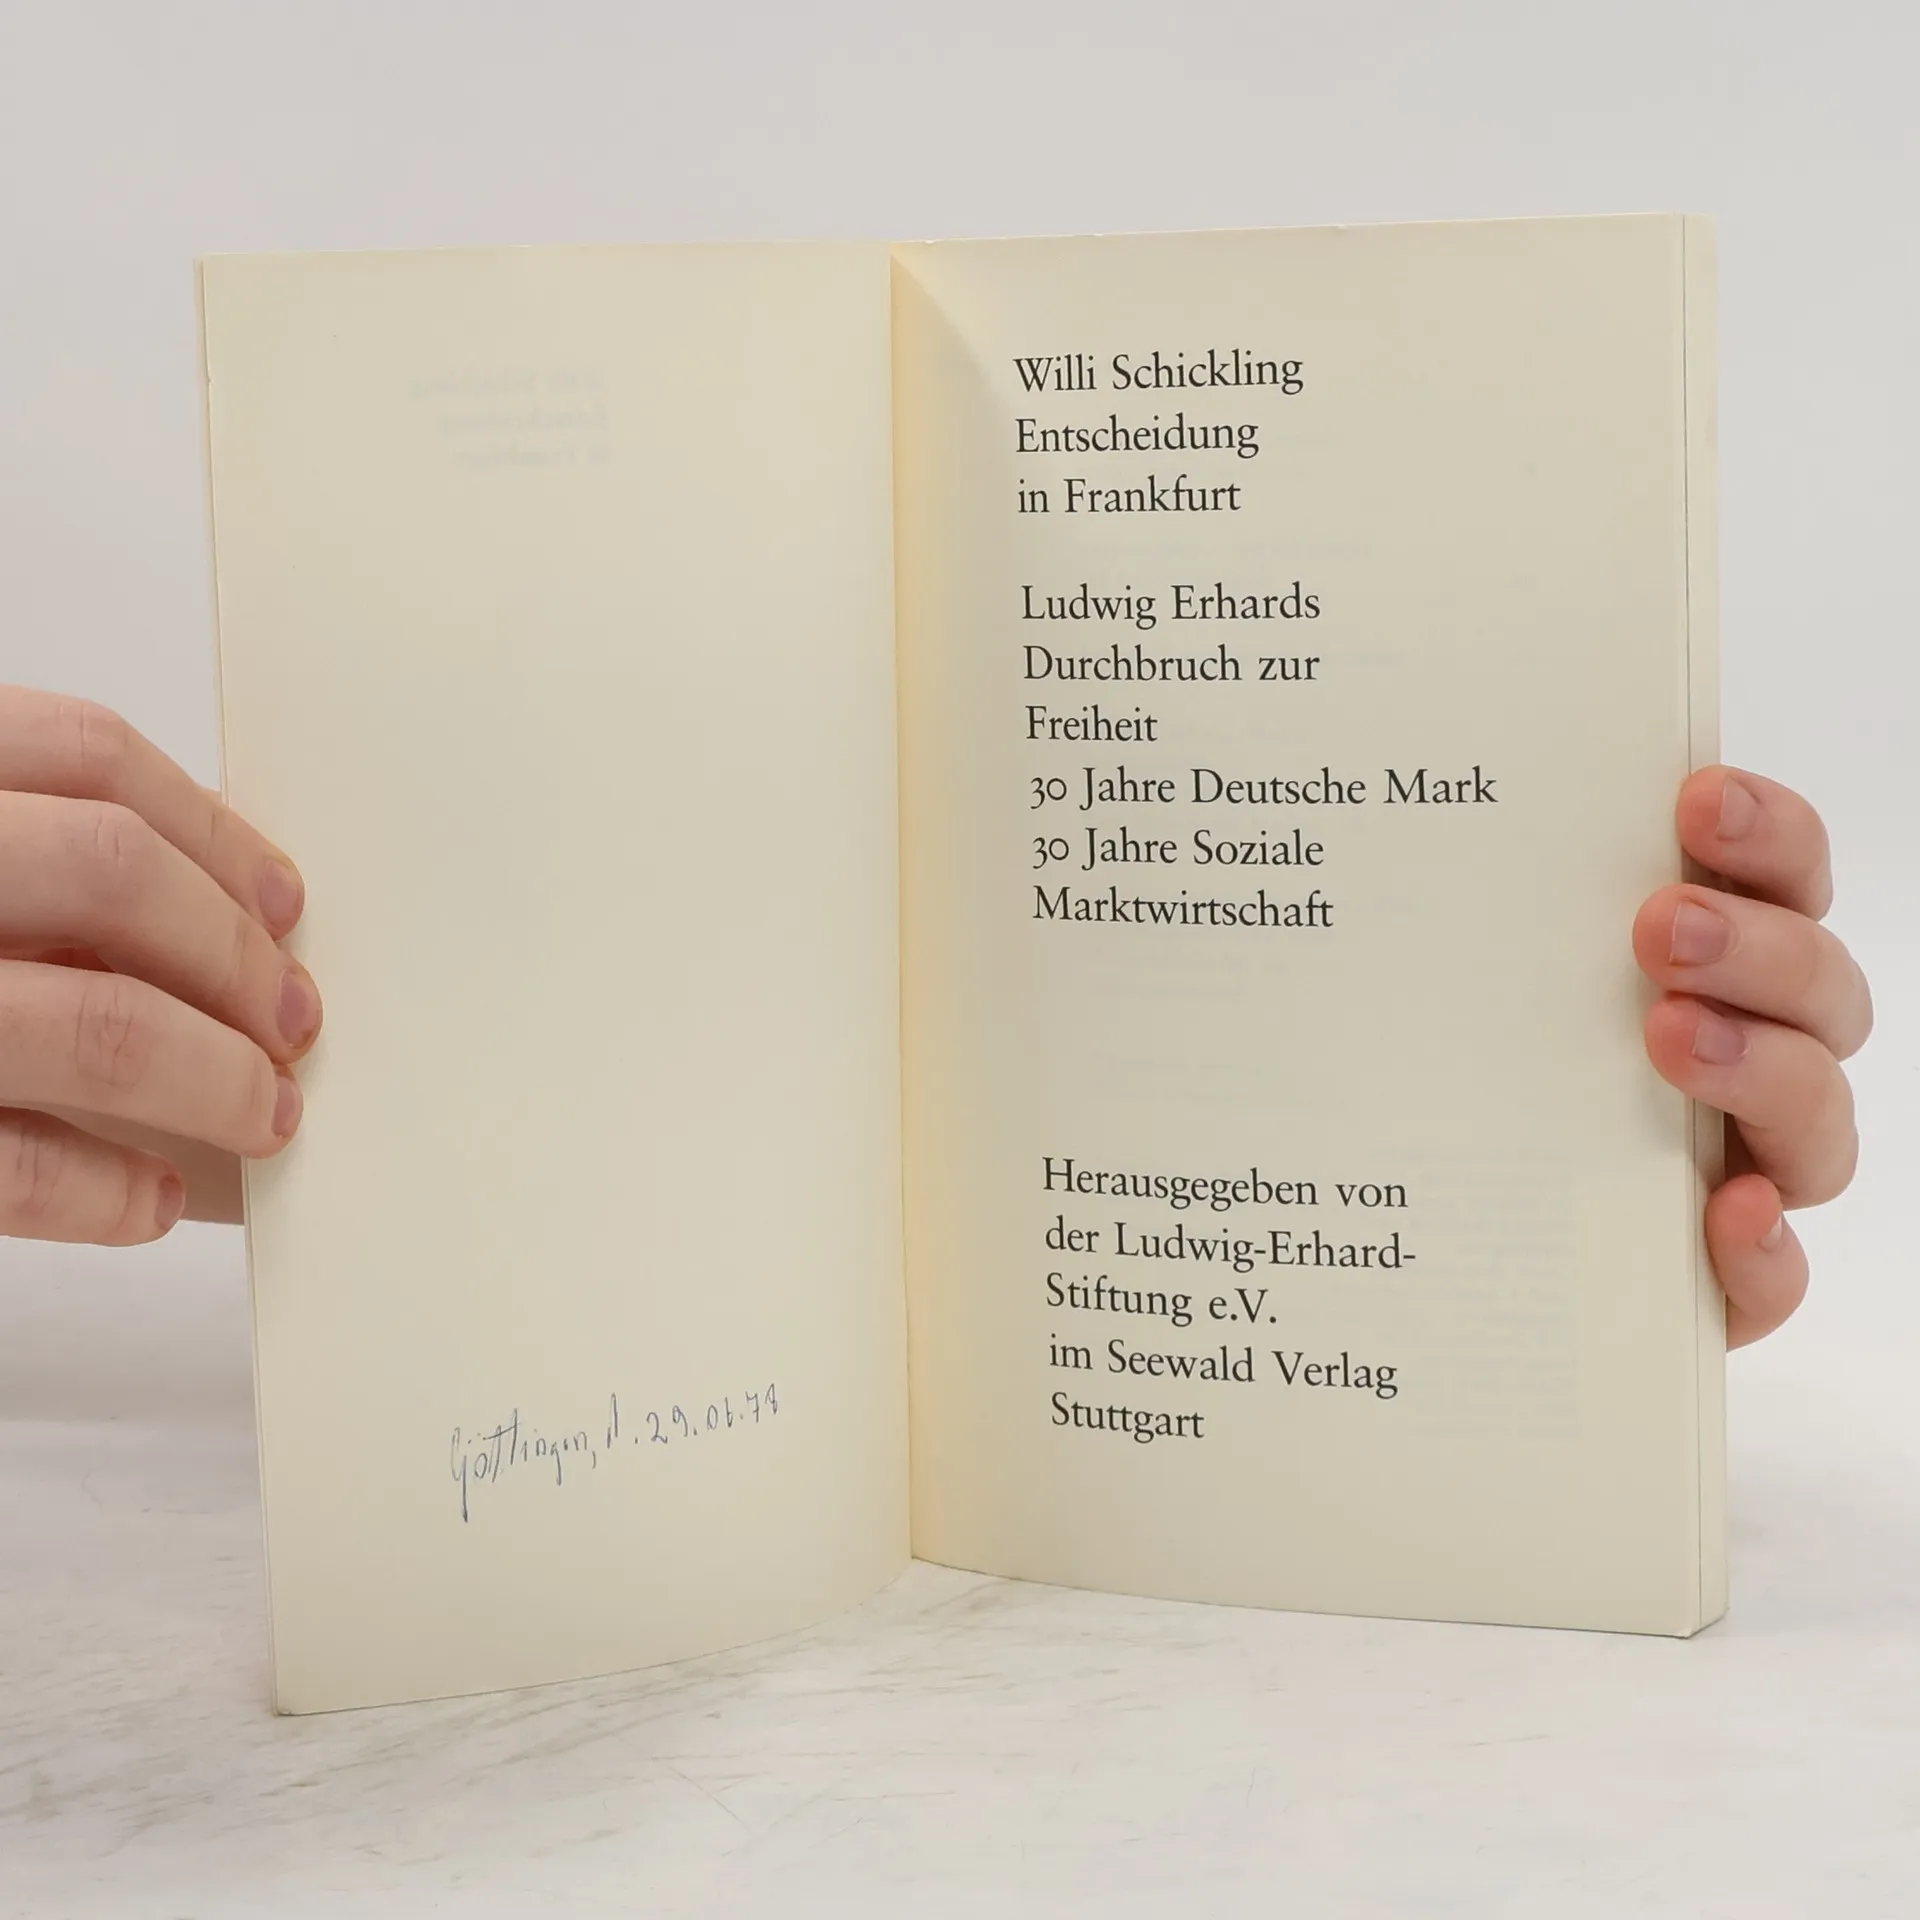 Göttingen, d. 29.06.78
Willi Schickling
Entscheidung
in Frankfurt
Ludwig Erhards
Durchbruch zur
Freiheit
30 Jahre Deutsche Mark
30 Jahre Soziale
Marktwirtschaft
Herausgegeben von
der Ludwig-Erhard-
Stiftung e.V.
im Seewald Verlag
Stuttgart